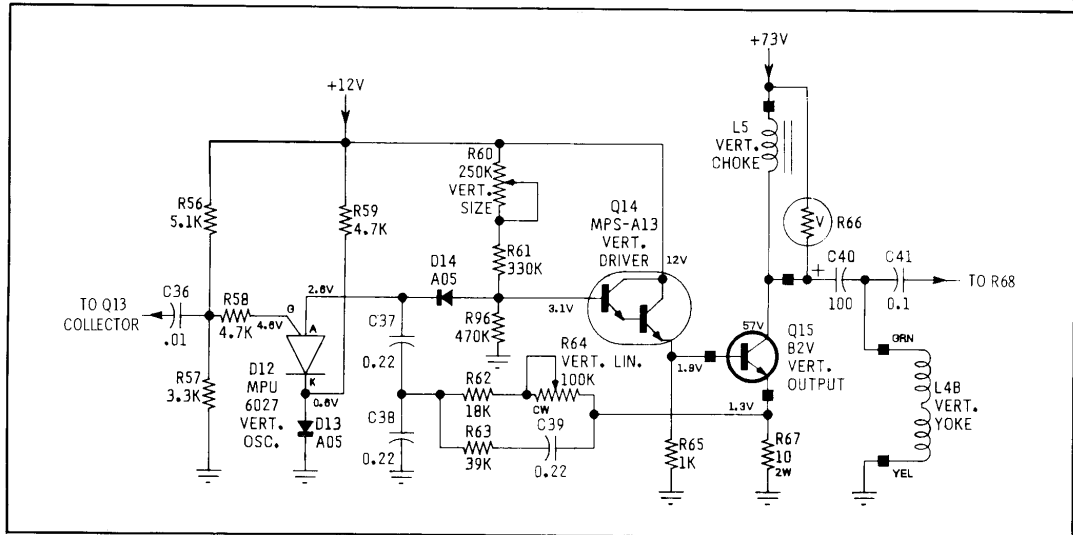 +73V
+12V
L5
VERT.
CHOKE
R60
250K
VERT.
SIZE
R56
5.1K
R59
4.7K
Q14
MPS-A13
VERT.
DRIVER
V
R66
R61
330K
D14
A05
12V
C40
100
+
C41
0.1
TO R68
TO Q13
COLLECTOR
C36
.01
R58
4.7K
4.6V
G
2.6V
A
3.1V
R96
470K
C37
0.22
57V
Q15
B2V
VERT.
OUTPUT
GRN
R64
VERT. LIN.
100K
1.9V
L4B
VERT.
YOKE
R57
3.3K
D12
MPU
6027
VERT.
OSC.
K
0.6V
D13
A05
C38
0.22
R62
18K
CW
R63
39K
C39
0.22
1.3V
R65
1K
R67
10
2W
YEL